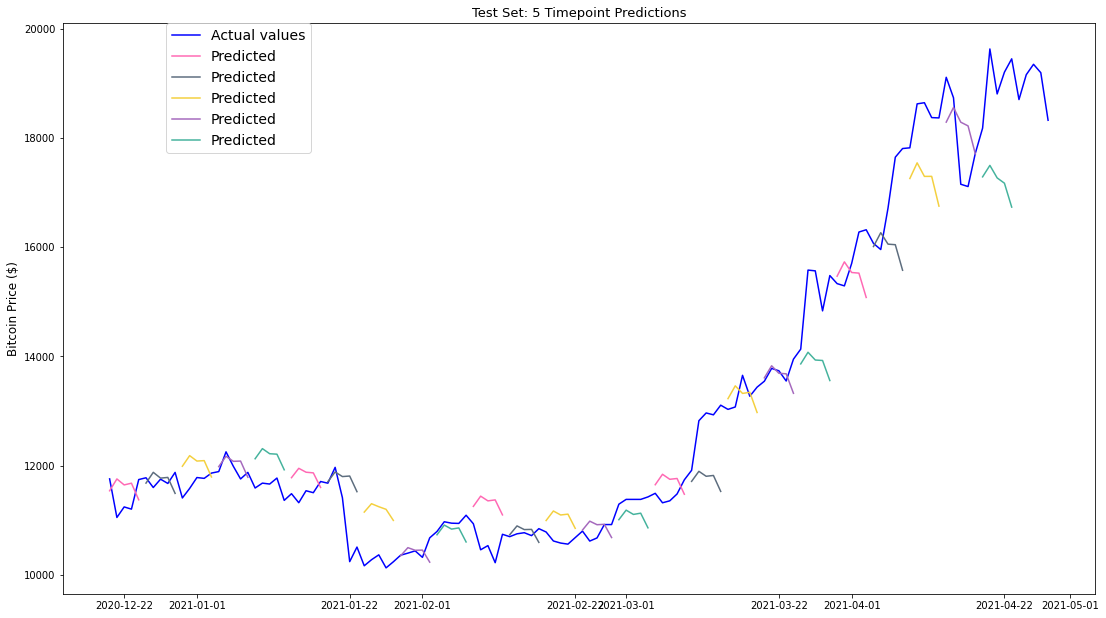 Test Set: 5 Timepoint Predictions
Actual values
Predicted
Predicted
Predicted
Predicted
Predicted
Bitcoin Price ($)
20000
18000
16000
14000
12000
10000
2020-12-22 2021-01-01 2021-01-22 2021-02-01 2021-02-22 2021-03-01 2021-03-22 2021-04-01 2021-04-22 2021-05-01